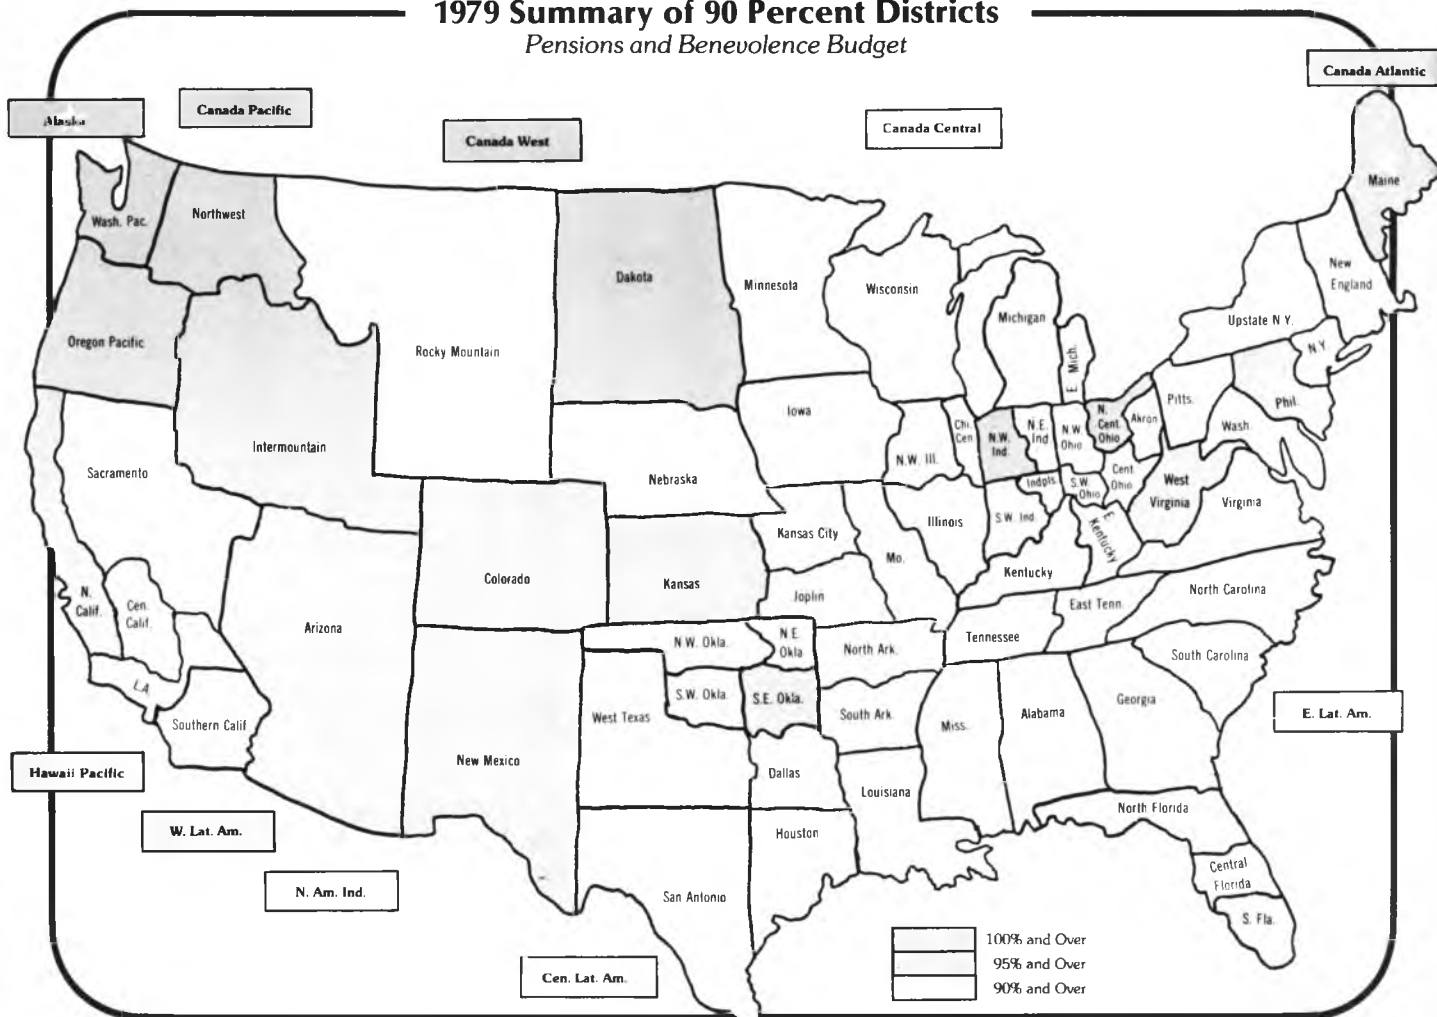 1979 Summary of 90 Percent Districts
Pensions and Benevolence Budget
Canada Atlantic
Alaska
Canada Pacific
Canada West
Canada Central
Maine
Wash. Pac.
Northwest
Dakota
Minnesota
Wisconsin
Michigan
E. Mich.
New
England
Upstate N Y.
N.Y.
Oregon Pacific
Rocky Mountain
Intermountain
Sacramento
Iowa
Nebraska
N.W. Ill.
Chi.
Cen
N.W.
Ind.
N.E.
Ind
N.W
Ohio
N.
Cent.
Ohio
Akron
Pitts.
Phil.
Wash.
Indpls.
S.W.
Ohio
Cent.
Ohio
West
Virginia
Virginia
Illinois
S.W. Ind.
E.
Kentucky
Kentucky
Kansas City
Mo.
Joplin
Colorado
Kansas
N.
Calif.
Cen.
Calif.
L.A.
Southern Calif
Arizona
New Mexico
N.W. Okla.
N.E.
Okla
S.W. Okla.
S.E. Okla.
North Ark.
South Ark.
Tennessee
East Tenn.
North Carolina
South Carolina
West Texas
Dallas
Houston
San Antonio
Louisiana
Miss.
Alabama
Georgia
North Florida
Central
Florida
S. Fla.
E. Lat. Am.
Hawaii Pacific
W. Lat. Am.
N. Am. Ind.
Cen. Lat. Am.
100% and Over
95% and Over
90% and Over